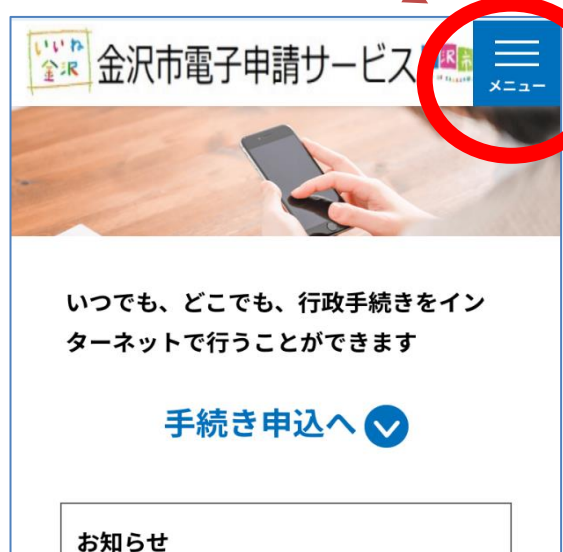 いいね
金沢
金沢市電子申請サービス
メニュー
いつでも、どこでも、行政手続きをイン
ターネットで行うことができます
手続き申込へ
お知らせ